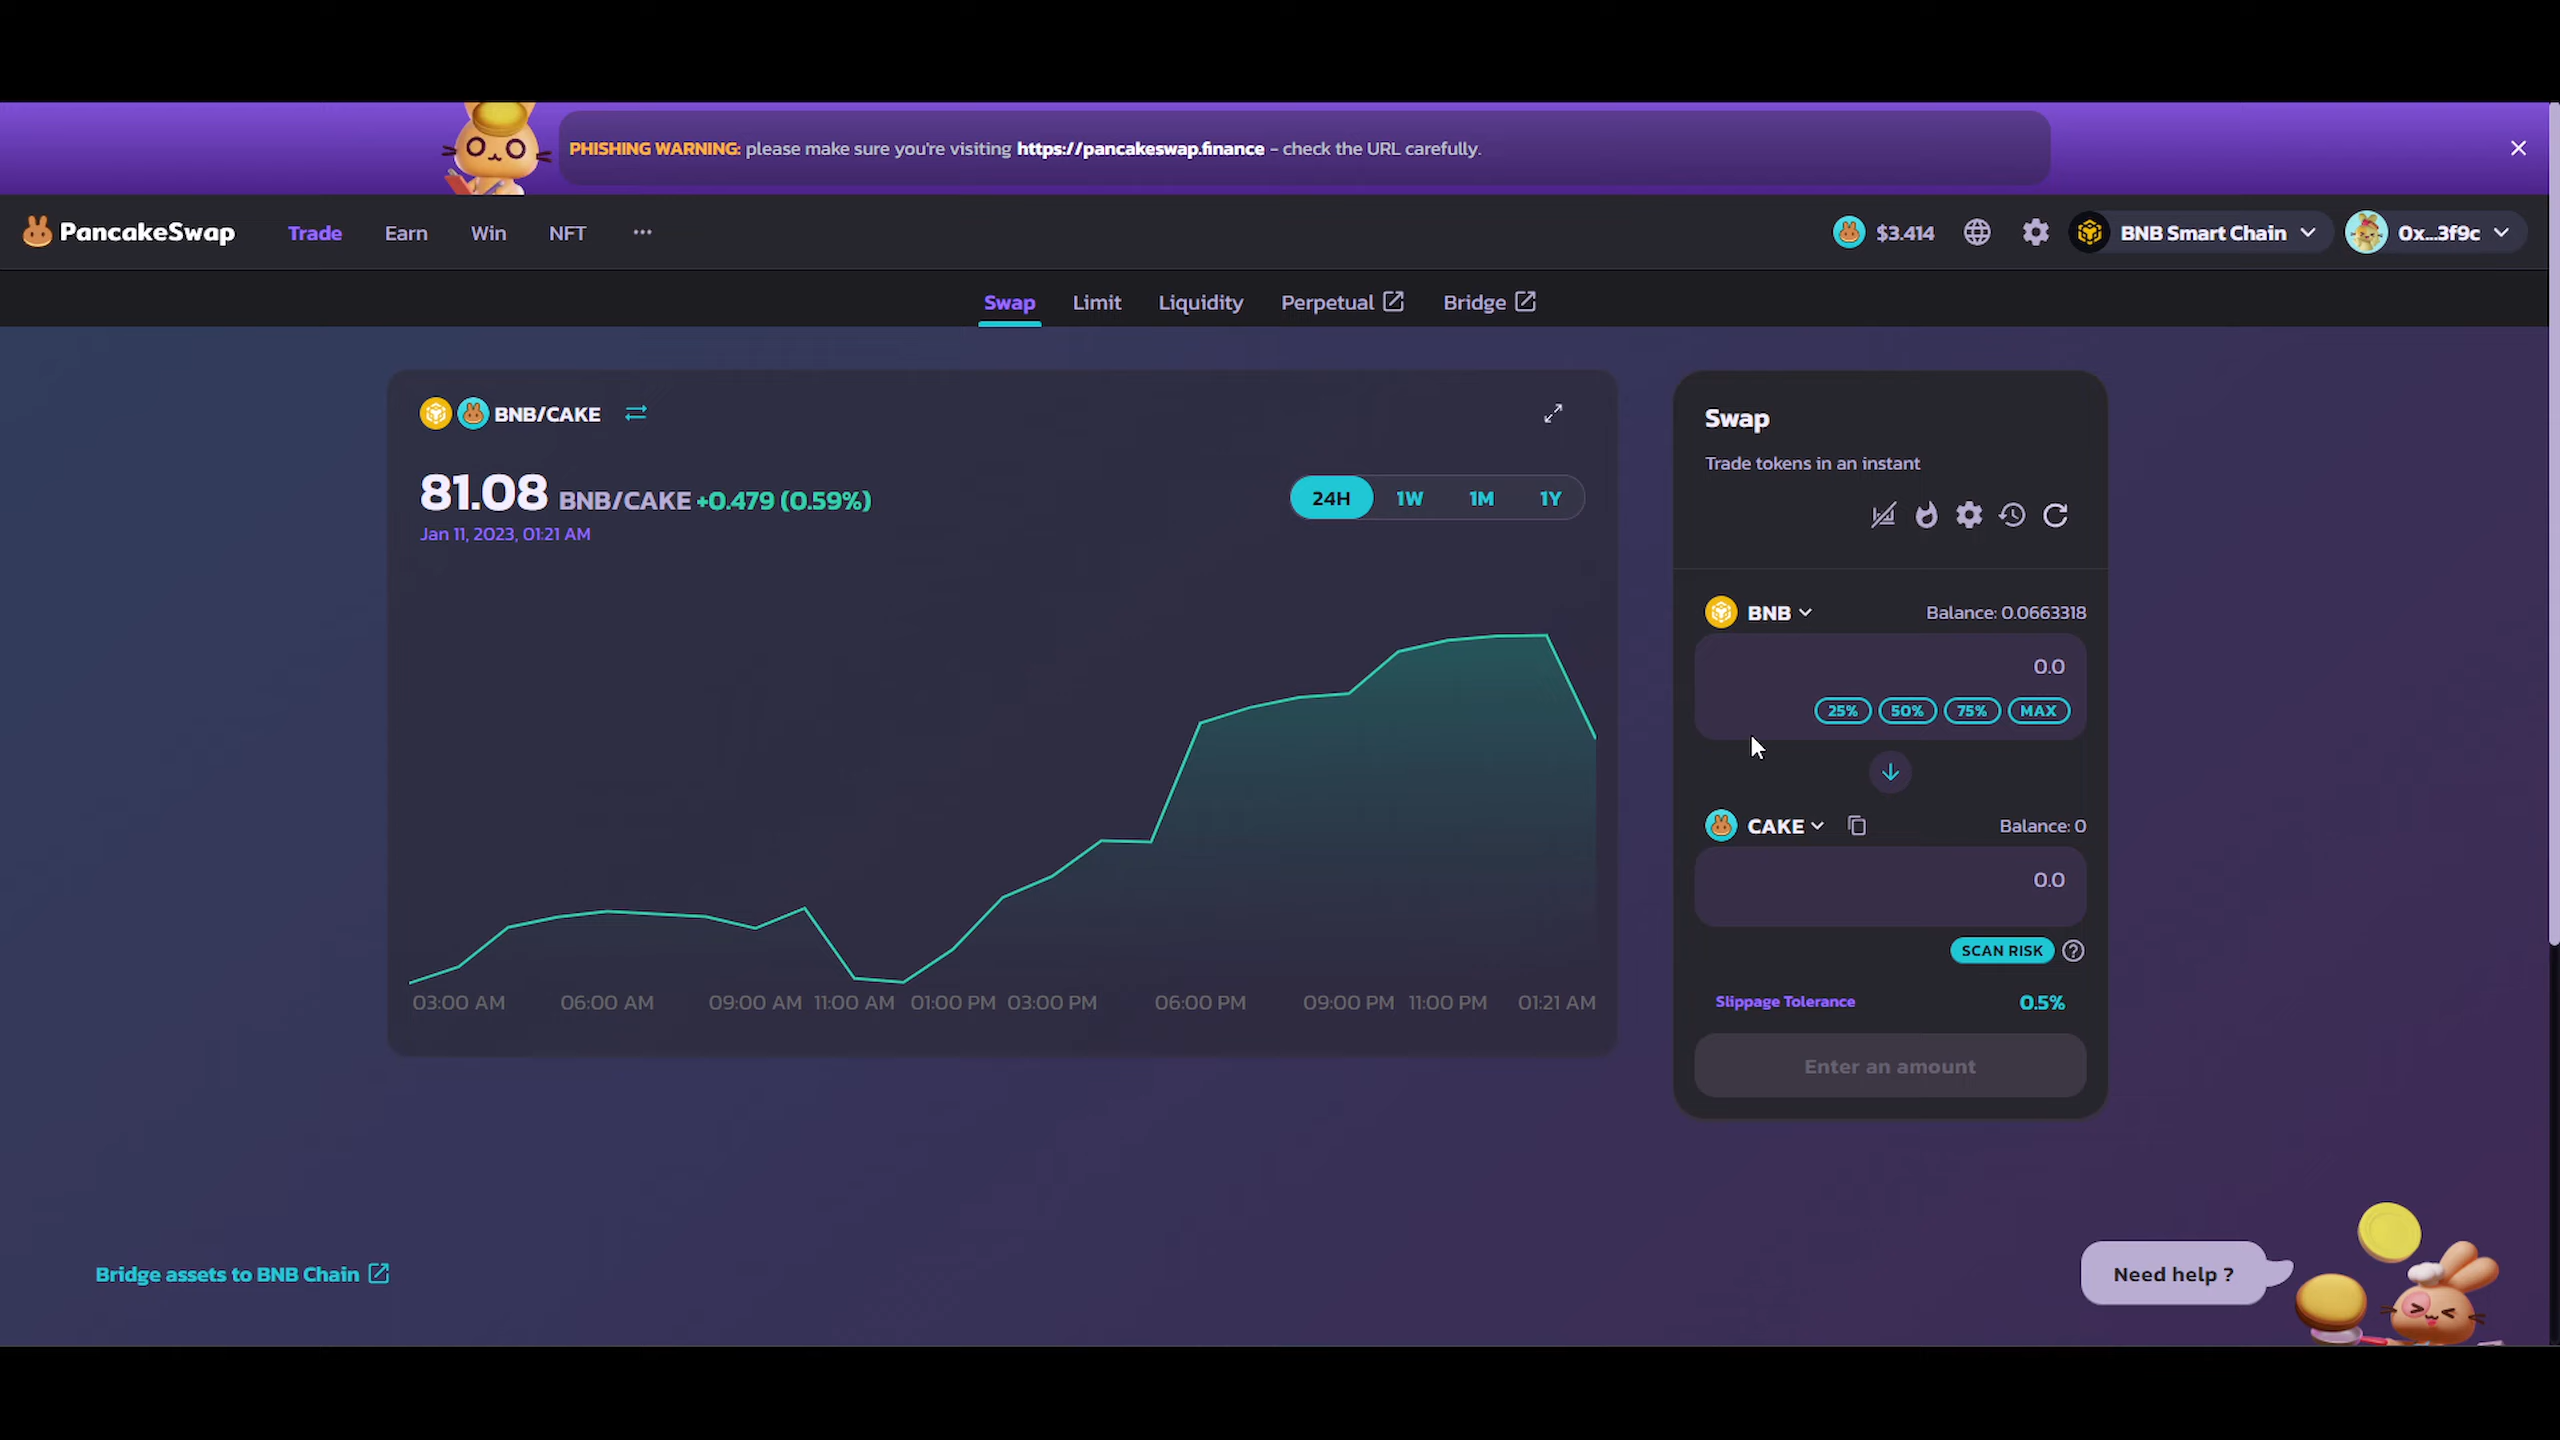 PHISHING WARNING: please make sure you're visiting https://pancakeswap.finance - check the URL carefully.
PancakeSwap Trade Earn Win NFT ... $3.414 BNB Smart Chain 0x...3f9c
Swap Limit Liquidity Perpetual Bridge
BNB/CAKE
81.08 BNB/CAKE +0.479 (0.59%)
Jan 11, 2023, 01:21 AM
24H 1W 1M 1Y
03:00 AM 06:00 AM 09:00 AM 11:00 AM 01:00 PM 03:00 PM 06:00 PM 09:00 PM 11:00 PM 01:21 AM
Swap
Trade tokens in an instant
BNB Balance: 0.0663318
0.0
25% 50% 75% MAX
CAKE Balance: 0
0.0
SCAN RISK
Slippage Tolerance 0.5%
Enter an amount
Bridge assets to BNB Chain
Need help ?